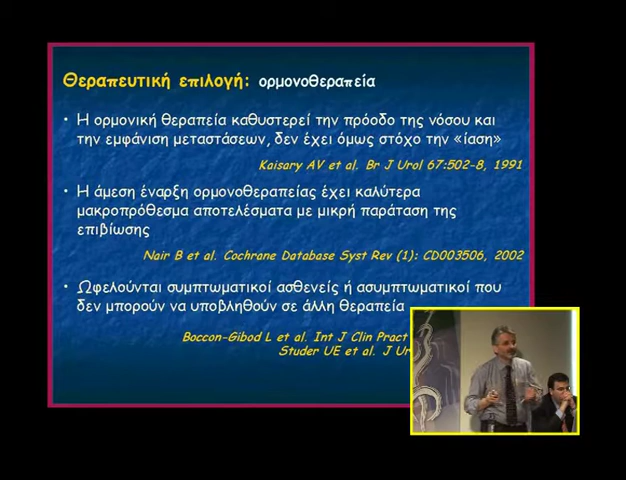 Θεραπευτική επιλογή: ορμονοθεραπεία
• Η ορμονική θεραπεία καθυστερεί την πρόοδο της νόσου και
την εμφάνιση μεταστάσεων, δεν έχει όμως στόχο την «ίαση»
Kaisary AV et al. Br J Urol 67:502-8, 1991
• Η άμεση έναρξη ορμονοθεραπείας έχει καλύτερα
μακροπρόθεσμα αποτελέσματα με μικρή παράταση της
επιβίωσης
Nair B et al. Cochrane Database Syst Rev (1): CD003506, 2002
• Ωφελούνται συμπτωματικοί ασθενείς ή ασυμπτωματικοί που
δεν μπορούν να υποβληθούν σε άλλη θεραπεία
Boccon-Gibod L et al. Int J Clin Pract
Studer UE et al. J Ur